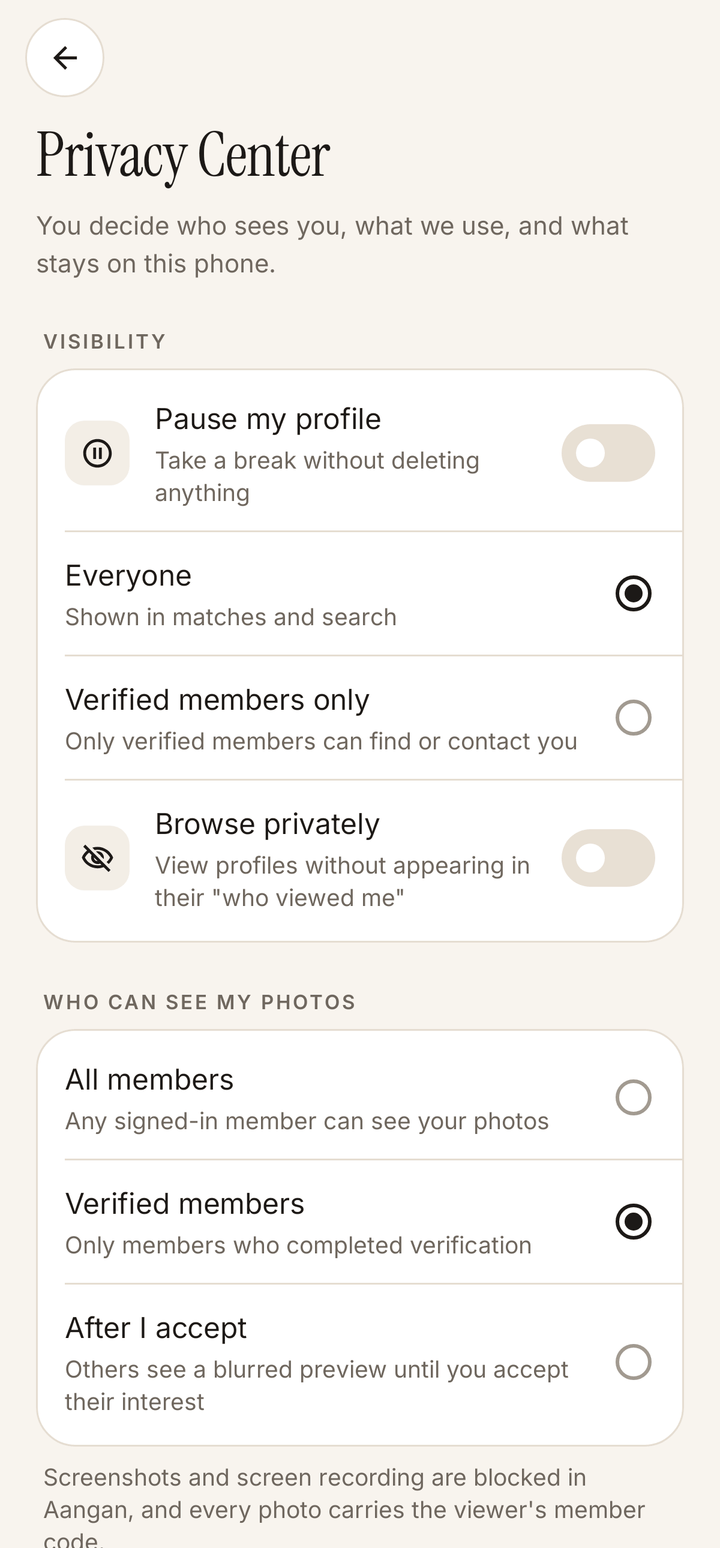 Privacy Center
You decide who sees you, what we use, and what
stays on this phone.
VISIBILITY
Pause my profile
Take a break without deleting
anything
Everyone
Shown in matches and search
Verified members only
Only verified members can find or contact you
Browse privately
View profiles without appearing in
their "who viewed me"
WHO CAN SEE MY PHOTOS
All members
Any signed-in member can see your photos
Verified members
Only members who completed verification
After I accept
Others see a blurred preview until you accept
their interest
Screenshots and screen recording are blocked in
Aangan, and every photo carries the viewer's member
code.